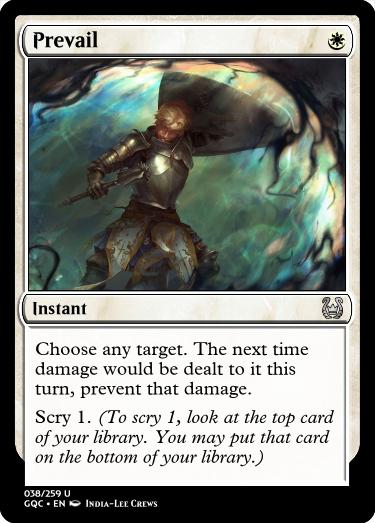 Prevail
Instant
Choose any target. The next time
damage would be dealt to it this
turn, prevent that damage.
Scry 1. (To scry 1, look at the top card
of your library. You may put that card
on the bottom of your library.)
038/259 U
GQC • EN India-Lee Crews